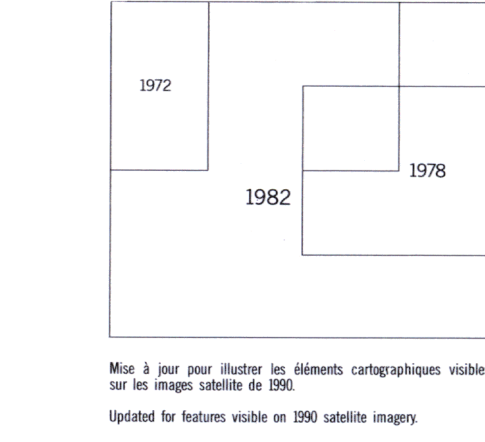 1972
1978
1982
Mise à jour pour illustrer les éléments cartographiques visible
sur les images satellite de 1990.
Updated for features visible on 1990 satellite imagery.